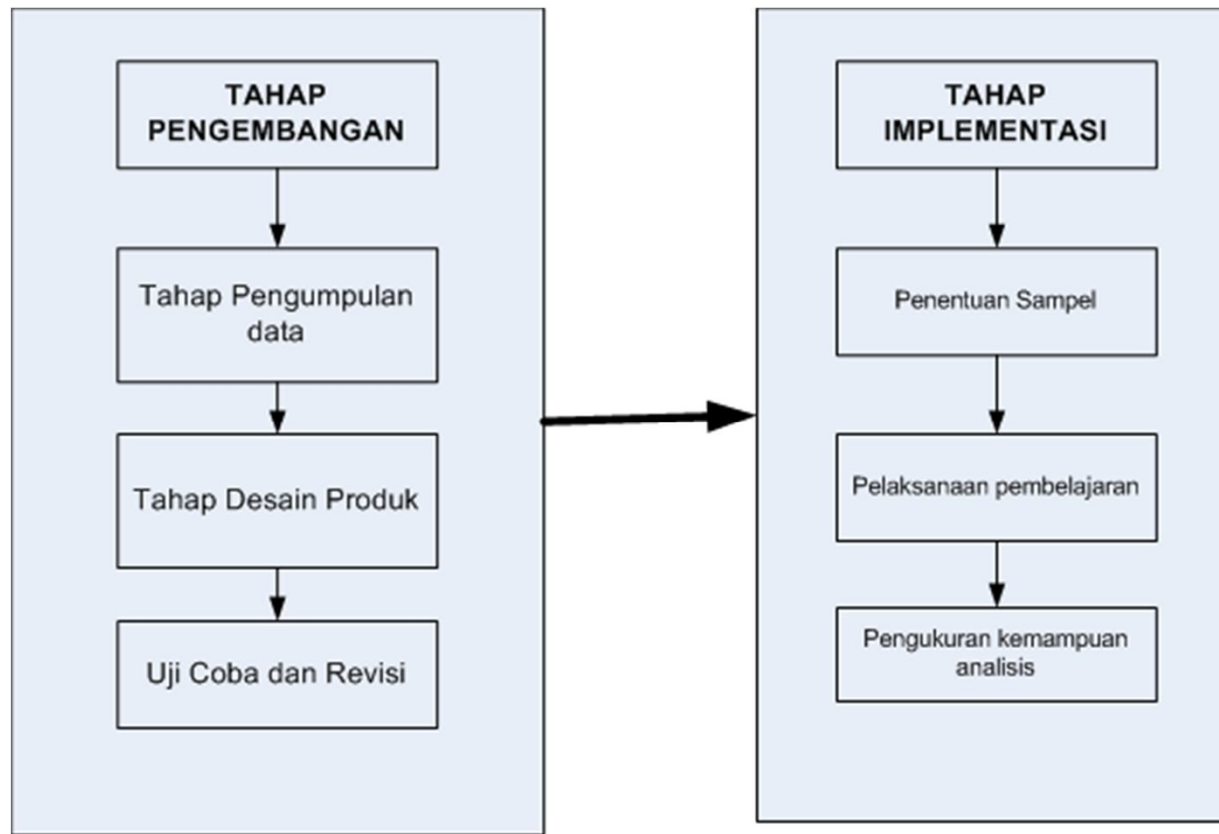 TAHAP
PENGEMBANGAN
Tahap Pengumpulan
data
Tahap Desain Produk
Uji Coba dan Revisi
TAHAP
IMPLEMENTASI
Penentuan Sampel
Pelaksanaan pembelajaran
Pengukuran kemampuan
analisis